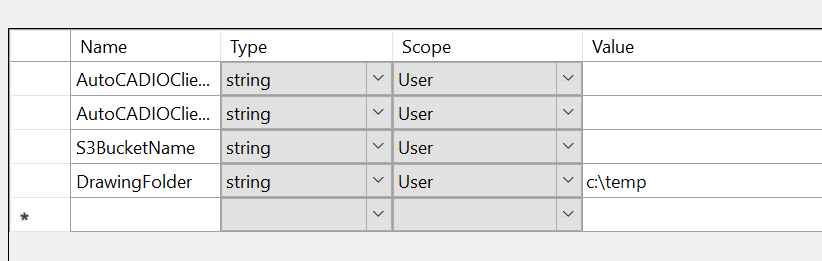 Name Type Scope Value
AutoCADIOClie... string User
AutoCADIOClie... string User
S3BucketName string User
DrawingFolder string User c:\temp
*